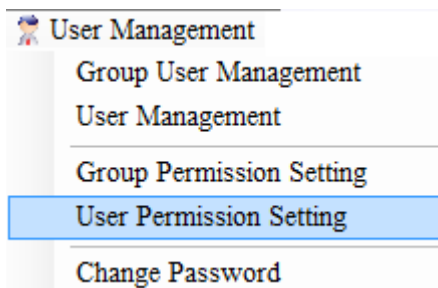 User Management
Group User Management
User Management
Group Permission Setting
User Permission Setting
Change Password